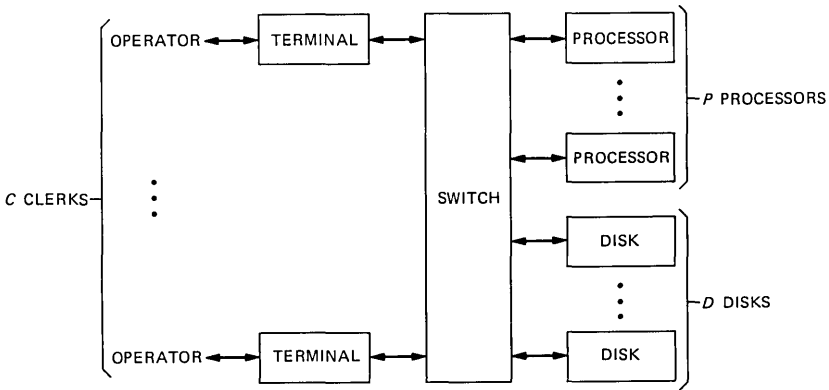 OPERATOR
TERMINAL
PROCESSOR
P PROCESSORS
PROCESSOR
C CLERKS
SWITCH
DISK
D DISKS
OPERATOR
TERMINAL
DISK